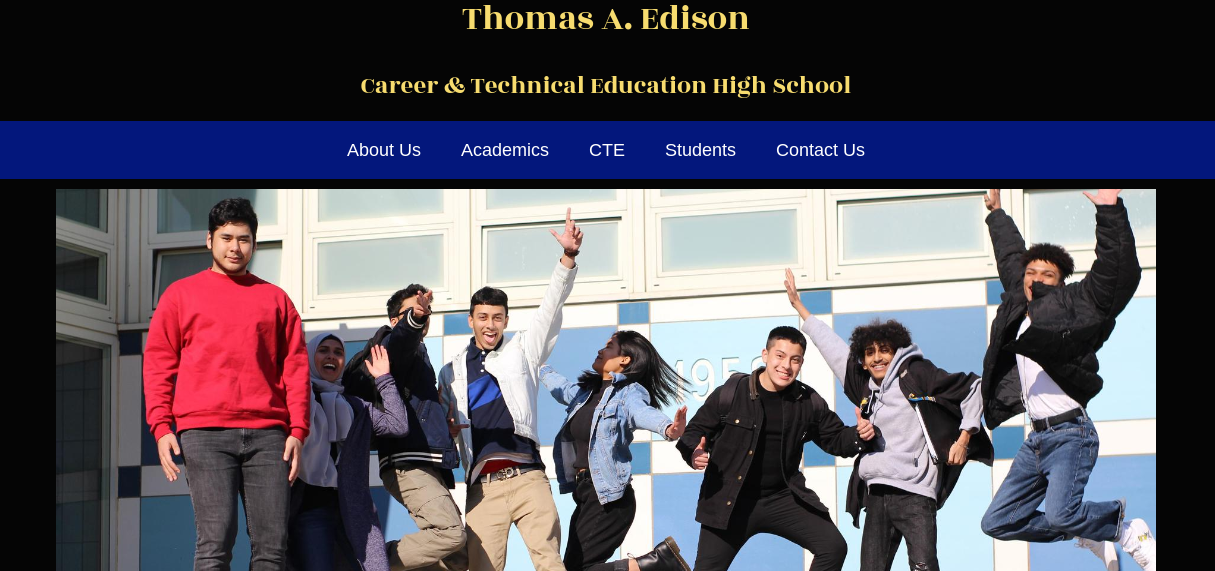 Thomas A. Edison
Career & Technical Education High School
About Us
Academics
CTE
Students
Contact Us